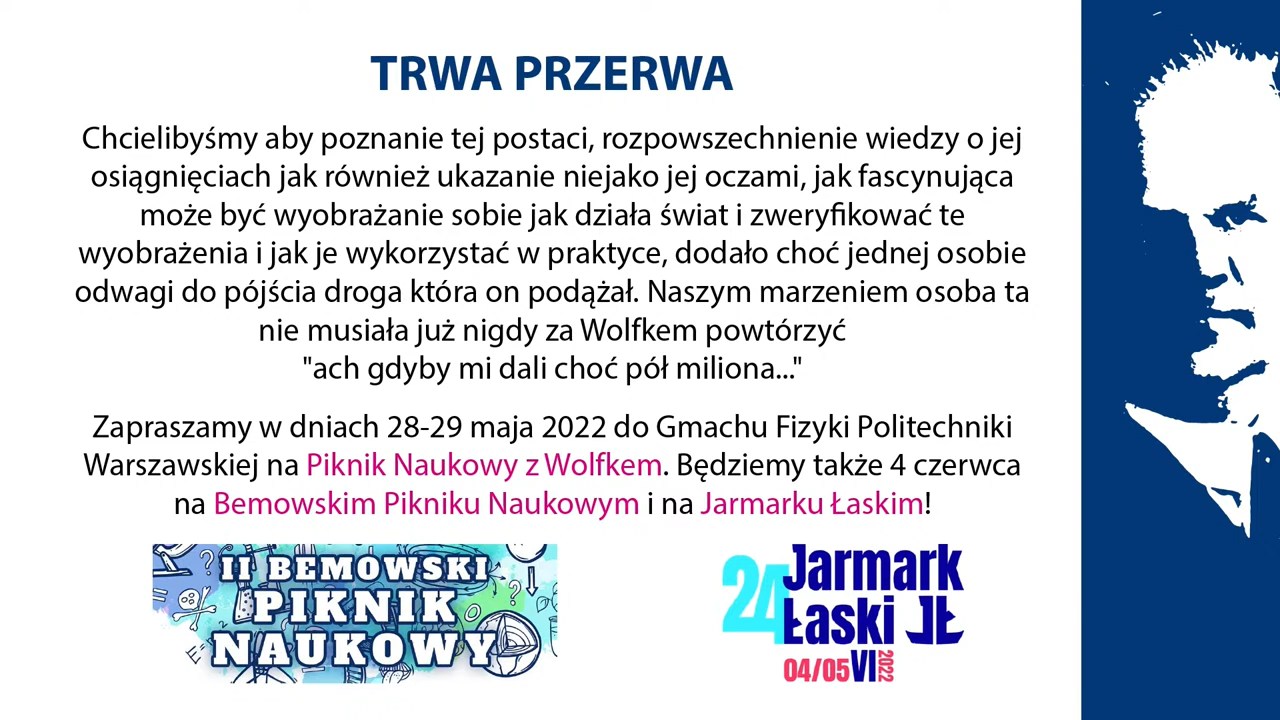 TRWA PRZERWA
Chcielibyśmy aby poznanie tej postaci, rozpowszechnienie wiedzy o jej
osiągnięciach jak również ukazanie niejako jej oczami, jak fascynująca
może być wyobrażanie sobie jak działa świat i zweryfikować te
wyobrażenia i jak je wykorzystać w praktyce, dodało choć jednej osobie
odwagi do pójścia droga która on podążał. Naszym marzeniem osoba ta
nie musiała już nigdy za Wolfkem powtórzyć
"ach gdyby mi dali choć pół miliona..."
Zapraszamy w dniach 28-29 maja 2022 do Gmachu Fizyki Politechniki
Warszawskiej na Piknik Naukowy z Wolfkem. Będziemy także 4 czerwca
na Bemowskim Pikniku Naukowym i na Jarmarku Łaskim!
II BEMOWSKI
PIKNIK
NAUKOWY
E=
24 Jarmark
Łaski JŁ
04/05 VI 2022